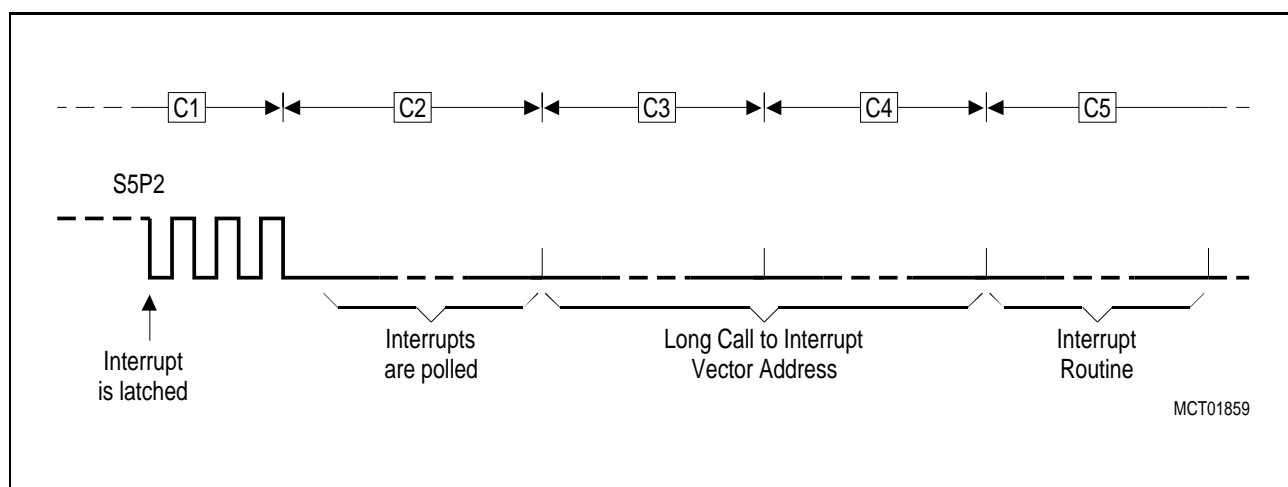 C1
C2
C3
C4
C5
S5P2
Interrupt
is latched
Interrupts
are polled
Long Call to Interrupt
Vector Address
Interrupt
Routine
MCT01859